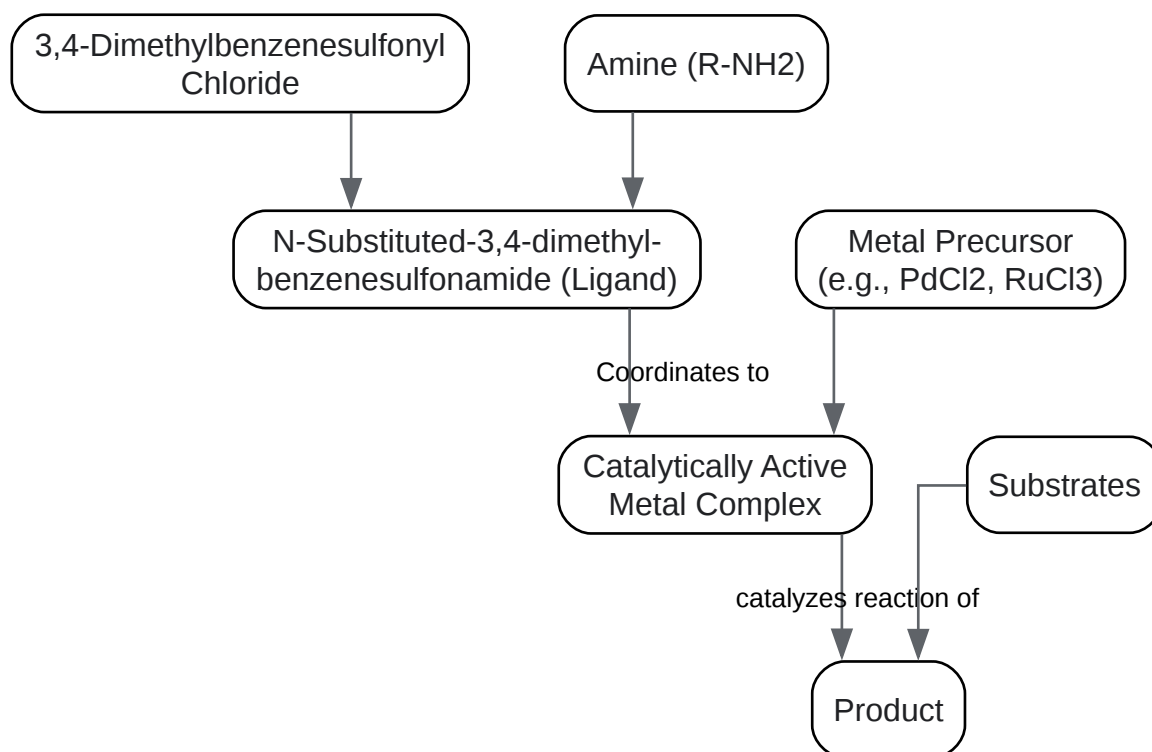 3,4-Dimethylbenzenesulfonyl
Chloride
Amine (R-NH2)
N-Substituted-3,4-dimethyl-
benzenesulfonamide (Ligand)
Metal Precursor
(e.g., PdCl2, RuCl3)
Coordinates to
Catalytically Active
Metal Complex
Substrates
catalyzes reaction of
Product